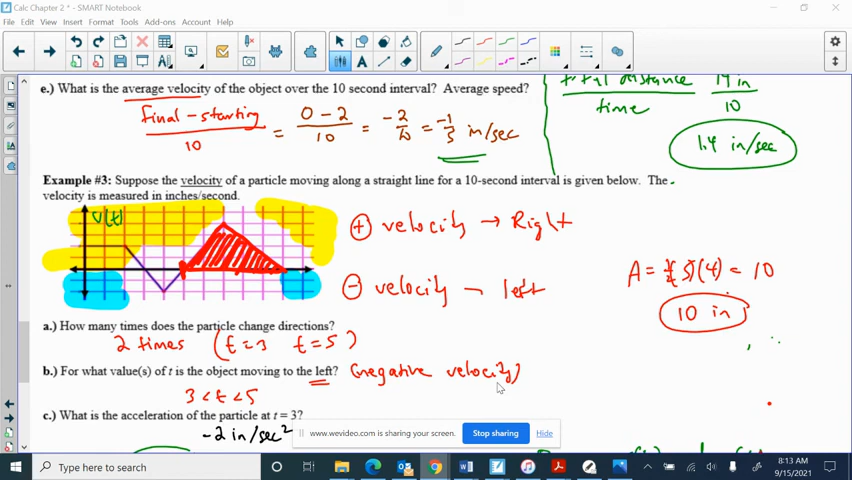 Calc Chapter 2 * - SMART Notebook
File Edit View Insert Format Tools Add-ons Account Help
e.) What is the average velocity of the object over the 10 second interval? Average speed?
final - starting
10
= 0 - 2
10
= -2
10
= -1
5 in/sec
total distance
time
14 in
10
1.4 in/sec
Example #3: Suppose the velocity of a particle moving along a straight line for a 10-second interval is given below. The
velocity is measured in inches/second.
v(t)
+ velocity → Right
− velocity → left
A = ½(5)(4) = 10
10 in
a.) How many times does the particle change directions?
2 times (t=3 t=5)
b.) For what value(s) of t is the object moving to the left? (negative velocity)
3 < t < 5
c.) What is the acceleration of the particle at t = 3?
-2 in/sec²
www.wevideo.com is sharing your screen.
Stop sharing
Hide
Type here to search
8:13 AM
9/15/2021